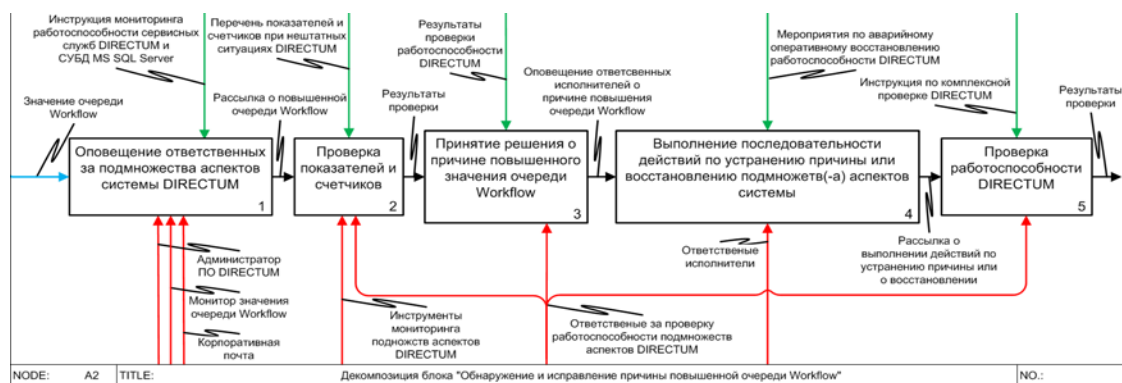 Инструкция мониторинга
работоспособности сервисных
служб DIRECTUM и
СУБД MS SQL Server
Перечень показателей и
счетчиков при нештатных
ситуациях DIRECTUM
Результаты
проверки
работоспособности
DIRECTUM
Мероприятия по аварийному
оперативному восстановлению
работоспособности DIRECTUM
Инструкция по комплексной
проверке DIRECTUM
Значение очереди
Workflow
Рассылка о повышенной
очереди Workflow
Результаты
проверки
Оповещение ответсвенных
исполнителей о
причине повышения
очереди Workflow
Результаты
проверки
Оповещение ответственных
за подмножества аспектов
системы DIRECTUM
1
Проверка
показателей и
счетчиков
2
Принятие решения о
причине повышенного
значения очереди
Workflow
3
Выполнение последовательности
действий по устранению причины или
восстановлению подмножетв(-а) аспектов
системы
4
Проверка
работоспособности
DIRECTUM
5
Администратор
ПО DIRECTUM
Монитор значения
очереди Workflow
Корпоративная
почта
Инструменты
мониторинга
подножств аспектов
DIRECTUM
Ответственые за проверку
работоспособности подмножеств
аспектов DIRECTUM
Ответственые
исполнители
Рассылка о
выполнении действий по
устранению причины или
о восстановлении
NODE: A2 TITLE: Декомпозиция блока "Обнаружение и исправление причины повышенной очереди Workflow" NO.: